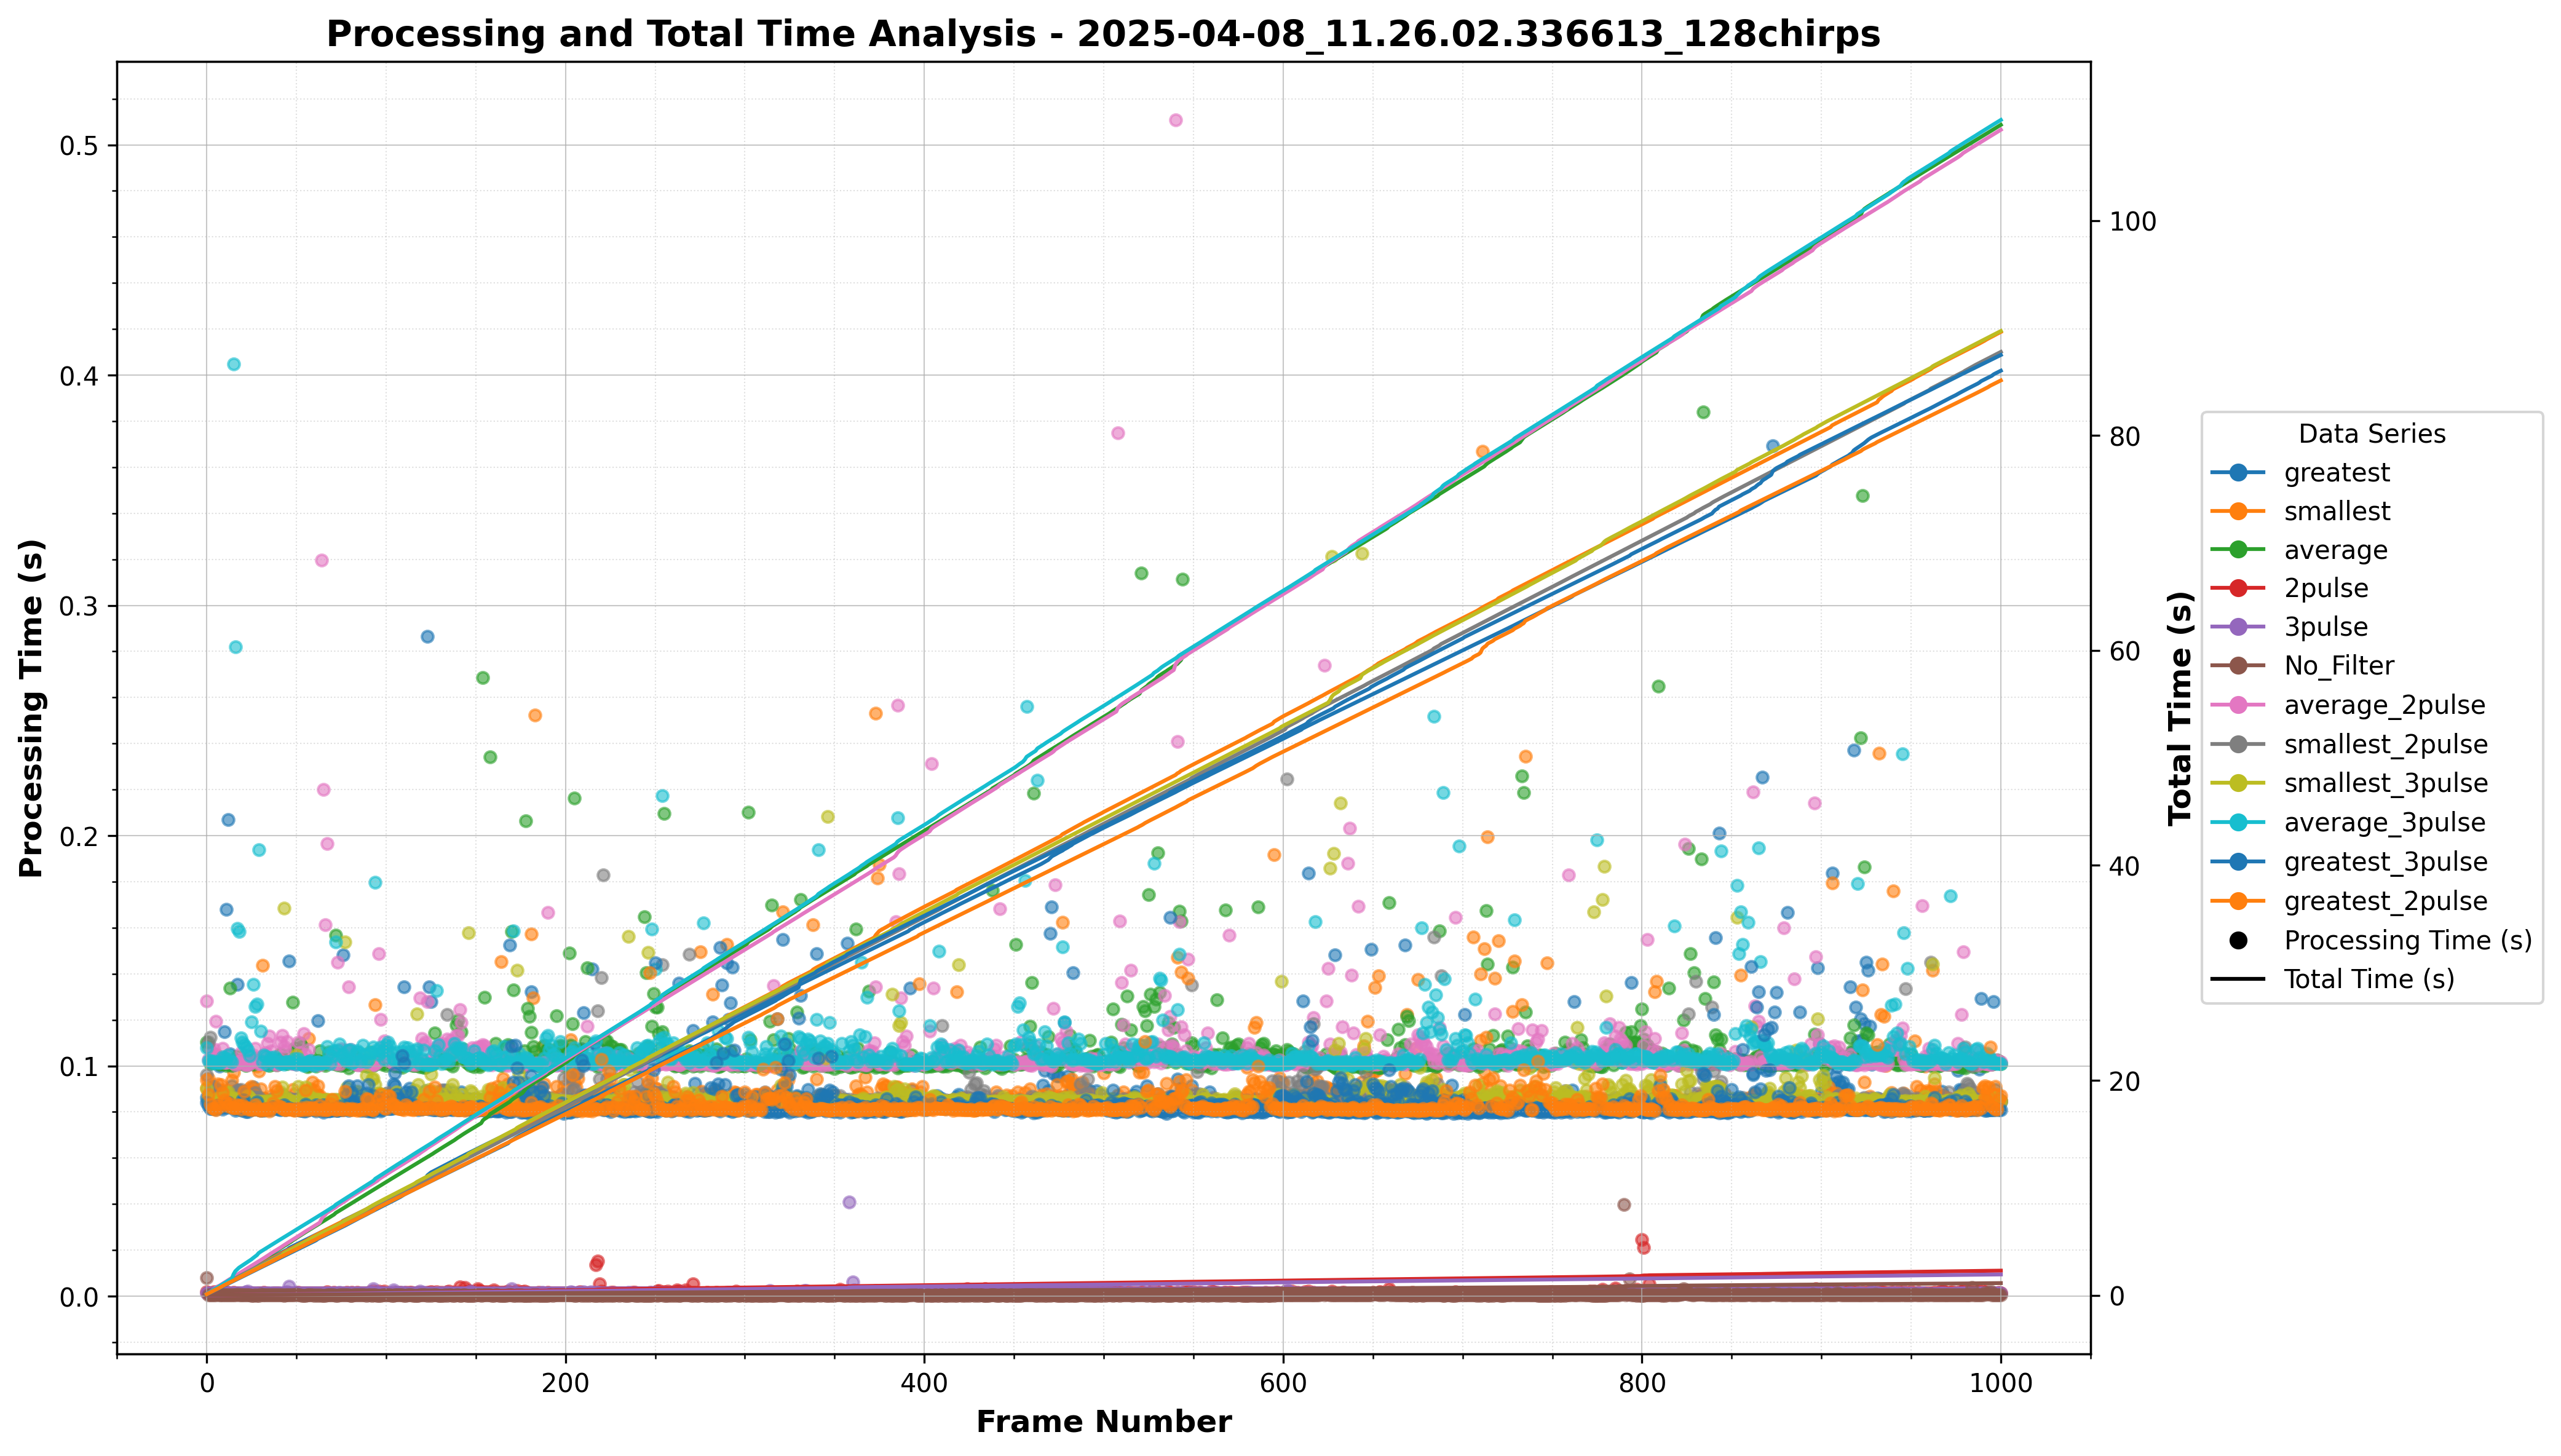 Processing and Total Time Analysis - 2025-04-08_11.26.02.336613_128chirps
Processing Time (s)
0.5
0.4
0.3
0.2
0.1
0.0
0
200
400
600
800
1000
Frame Number
100
80
60
40
20
0
Total Time (s)
Data Series
greatest
smallest
average
2pulse
3pulse
No_Filter
average_2pulse
smallest_2pulse
smallest_3pulse
average_3pulse
greatest_3pulse
greatest_2pulse
Processing Time (s)
Total Time (s)